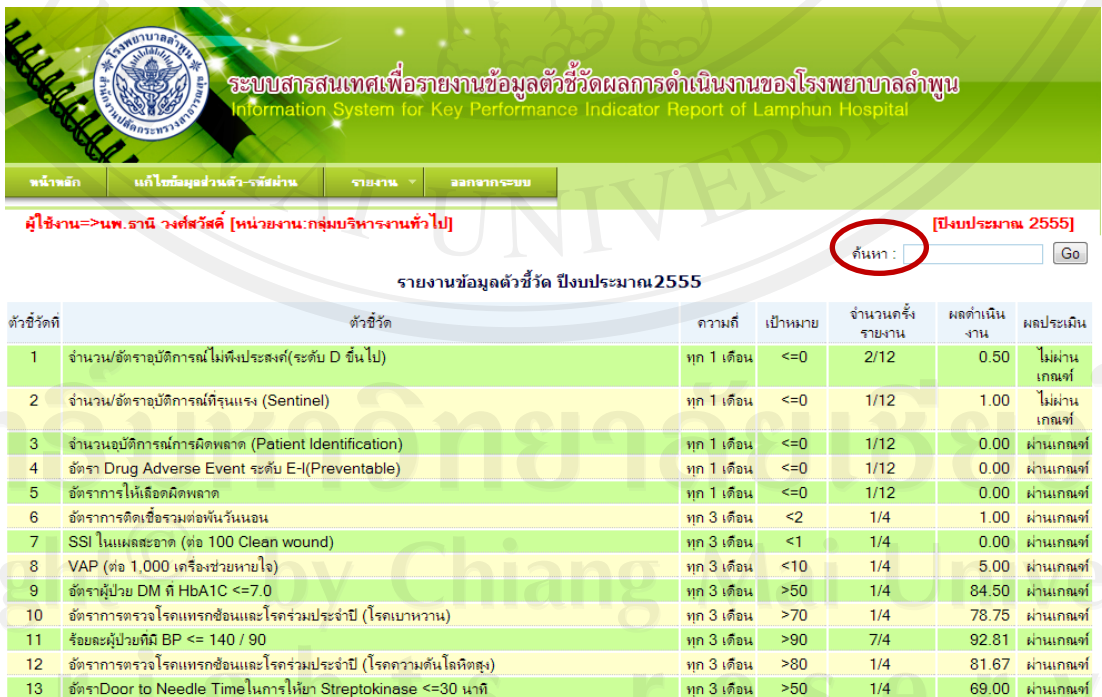 ระบบสารสนเทศเพื่อรายงานข้อมูลตัวชี้วัดผลการดำเนินงานของโรงพยาบาลลำพูน
Information System for Key Performance Indicator Report of Lamphun Hospital
หน้าหลัก แก้ไขข้อมูลส่วนตัว-รหัสผ่าน รายงาน ออกจากระบบ
ผู้ใช้งาน=>นพ.ธานี วงศ์สวัสดิ์ [หน่วยงาน:กลุ่มบริหารงานทั่วไป] [ปีงบประมาณ 2555]
ค้นหา : Go
รายงานข้อมูลตัวชี้วัด ปีงบประมาณ2555
ตัวชี้วัดที่ ตัวชี้วัด ความถี่ เป้าหมาย จำนวนครั้งรายงาน ผลดำเนินงาน ผลประเมิน
1 จำนวน/อัตราอุบัติการณ์ไม่พึงประสงค์(ระดับ D ขึ้นไป) ทุก 1 เดือน <=0 2/12 0.50 ไม่ผ่านเกณฑ์
2 จำนวน/อัตราอุบัติการณ์ที่รุนแรง (Sentinel) ทุก 1 เดือน <=0 1/12 1.00 ไม่ผ่านเกณฑ์
3 จำนวนอุบัติการณ์การผิดพลาด (Patient Identification) ทุก 1 เดือน <=0 1/12 0.00 ผ่านเกณฑ์
4 อัตรา Drug Adverse Event ระดับ E-I(Preventable) ทุก 1 เดือน <=0 1/12 0.00 ผ่านเกณฑ์
5 อัตราการให้เลือดผิดพลาด ทุก 1 เดือน <=0 1/12 0.00 ผ่านเกณฑ์
6 อัตราการติดเชื้อรวมต่อพันวันนอน ทุก 3 เดือน <2 1/4 1.00 ผ่านเกณฑ์
7 SSI ในแผลสะอาด (ต่อ 100 Clean wound) ทุก 3 เดือน <1 1/4 0.00 ผ่านเกณฑ์
8 VAP (ต่อ 1,000 เครื่องช่วยหายใจ) ทุก 3 เดือน <10 1/4 5.00 ผ่านเกณฑ์
9 อัตราผู้ป่วย DM ที่ HbA1C <=7.0 ทุก 3 เดือน >50 1/4 84.50 ผ่านเกณฑ์
10 อัตราการตรวจโรคแทรกซ้อนและโรคร่วมประจำปี (โรคเบาหวาน) ทุก 3 เดือน >70 1/4 78.75 ผ่านเกณฑ์
11 ร้อยละผู้ป่วยที่มี BP <= 140 / 90 ทุก 3 เดือน >90 7/4 92.81 ผ่านเกณฑ์
12 อัตราการตรวจโรคแทรกซ้อนและโรคร่วมประจำปี (โรคความดันโลหิตสูง) ทุก 3 เดือน >80 1/4 81.67 ผ่านเกณฑ์
13 อัตราDoor to Needle Timeในการให้ยา Streptokinase <=30 นาที ทุก 3 เดือน >50 1/4 69.00 ผ่านเกณฑ์